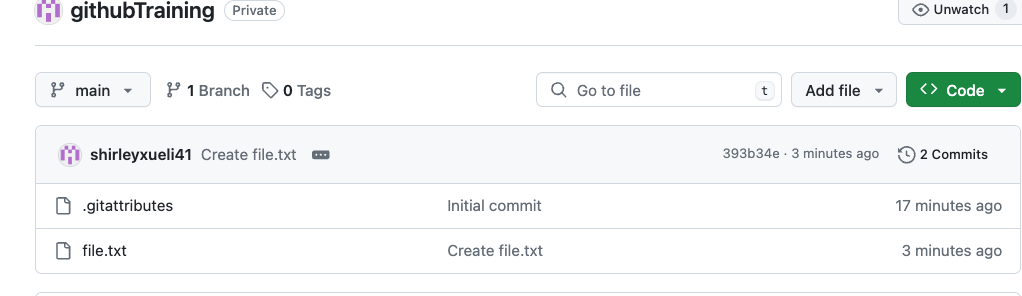 githubTraining Private Unwatch 1
main 1 Branch 0 Tags Go to file t Add file Code
shirleyxueli41 Create file.txt 393b34e · 3 minutes ago 2 Commits
.gitattributes Initial commit 17 minutes ago
file.txt Create file.txt 3 minutes ago